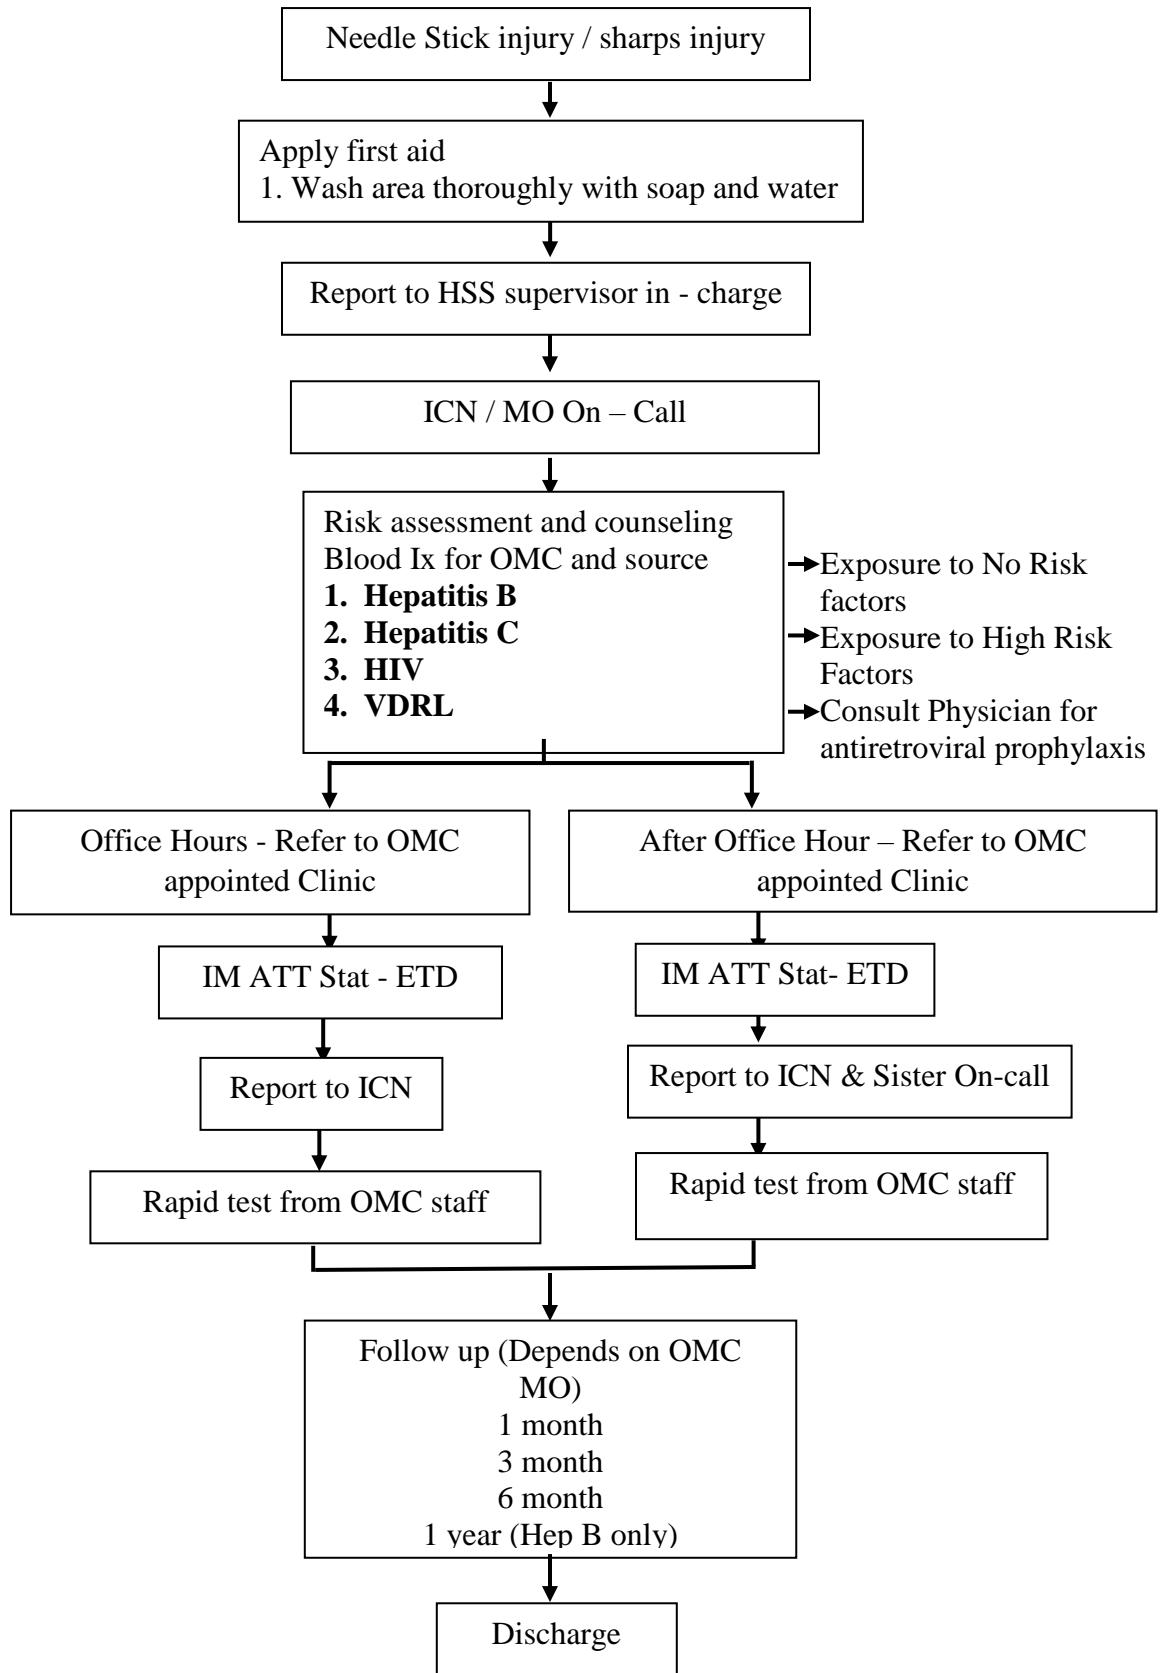 Needle Stick injury / sharps injury
Apply first aid
1. Wash area thoroughly with soap and water
Report to HSS supervisor in - charge
ICN / MO On – Call
Risk assessment and counseling
Blood Ix for OMC and source
1. Hepatitis B
2. Hepatitis C
3. HIV
4. VDRL
Exposure to No Risk
factors
Exposure to High Risk
Factors
Consult Physician for
antiretroviral prophylaxis
Office Hours - Refer to OMC
appointed Clinic
After Office Hour – Refer to OMC
appointed Clinic
IM ATT Stat - ETD
IM ATT Stat- ETD
Report to ICN
Report to ICN & Sister On-call
Rapid test from OMC staff
Rapid test from OMC staff
Follow up (Depends on OMC
MO)
1 month
3 month
6 month
1 year (Hep B only)
Discharge